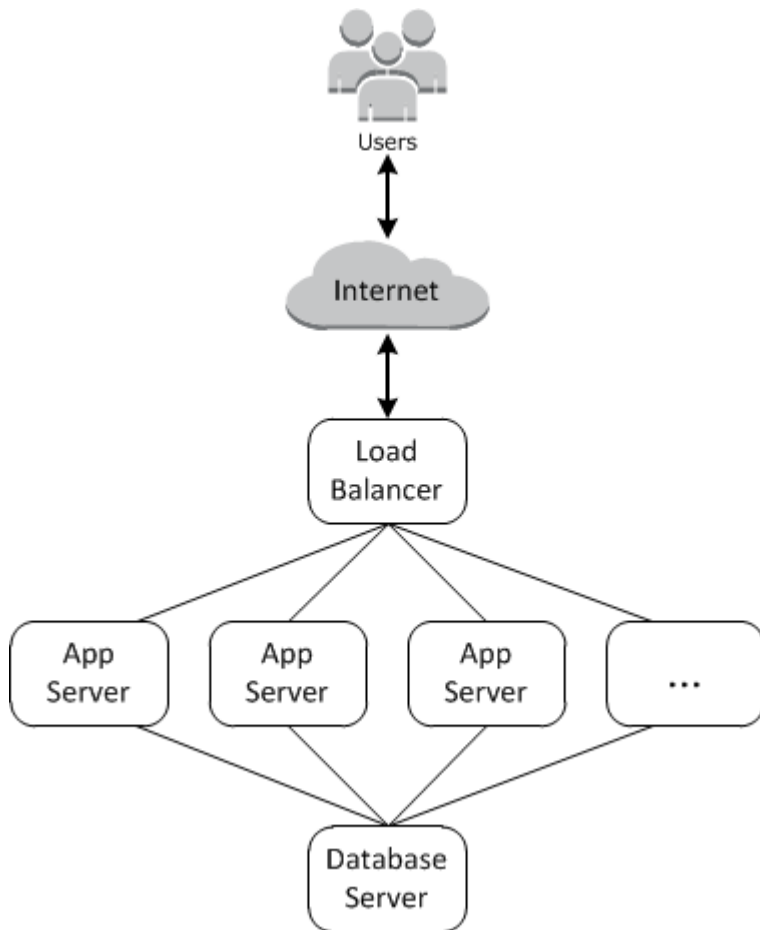 Users
Internet
Load
Balancer
App
Server
App
Server
App
Server
...
Database
Server